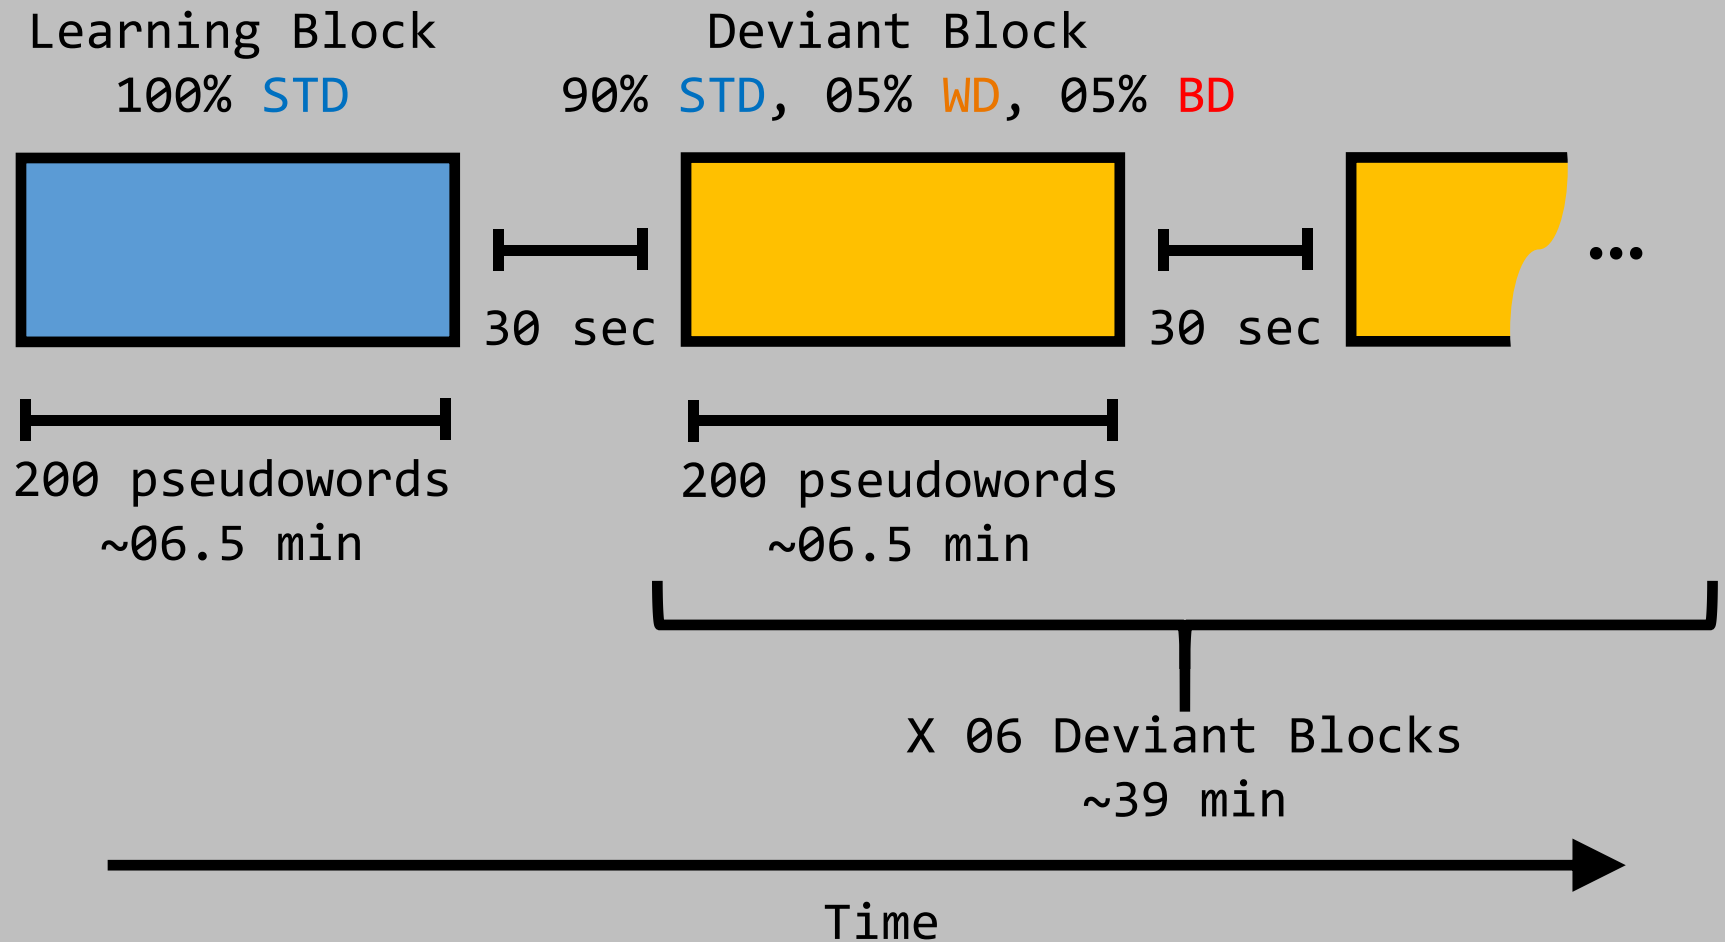 Learning Block
100% STD
Deviant Block
90% STD, 05% WD, 05% BD
30 sec
30 sec
...
200 pseudowords
~06.5 min
200 pseudowords
~06.5 min
X 06 Deviant Blocks
~39 min
Time